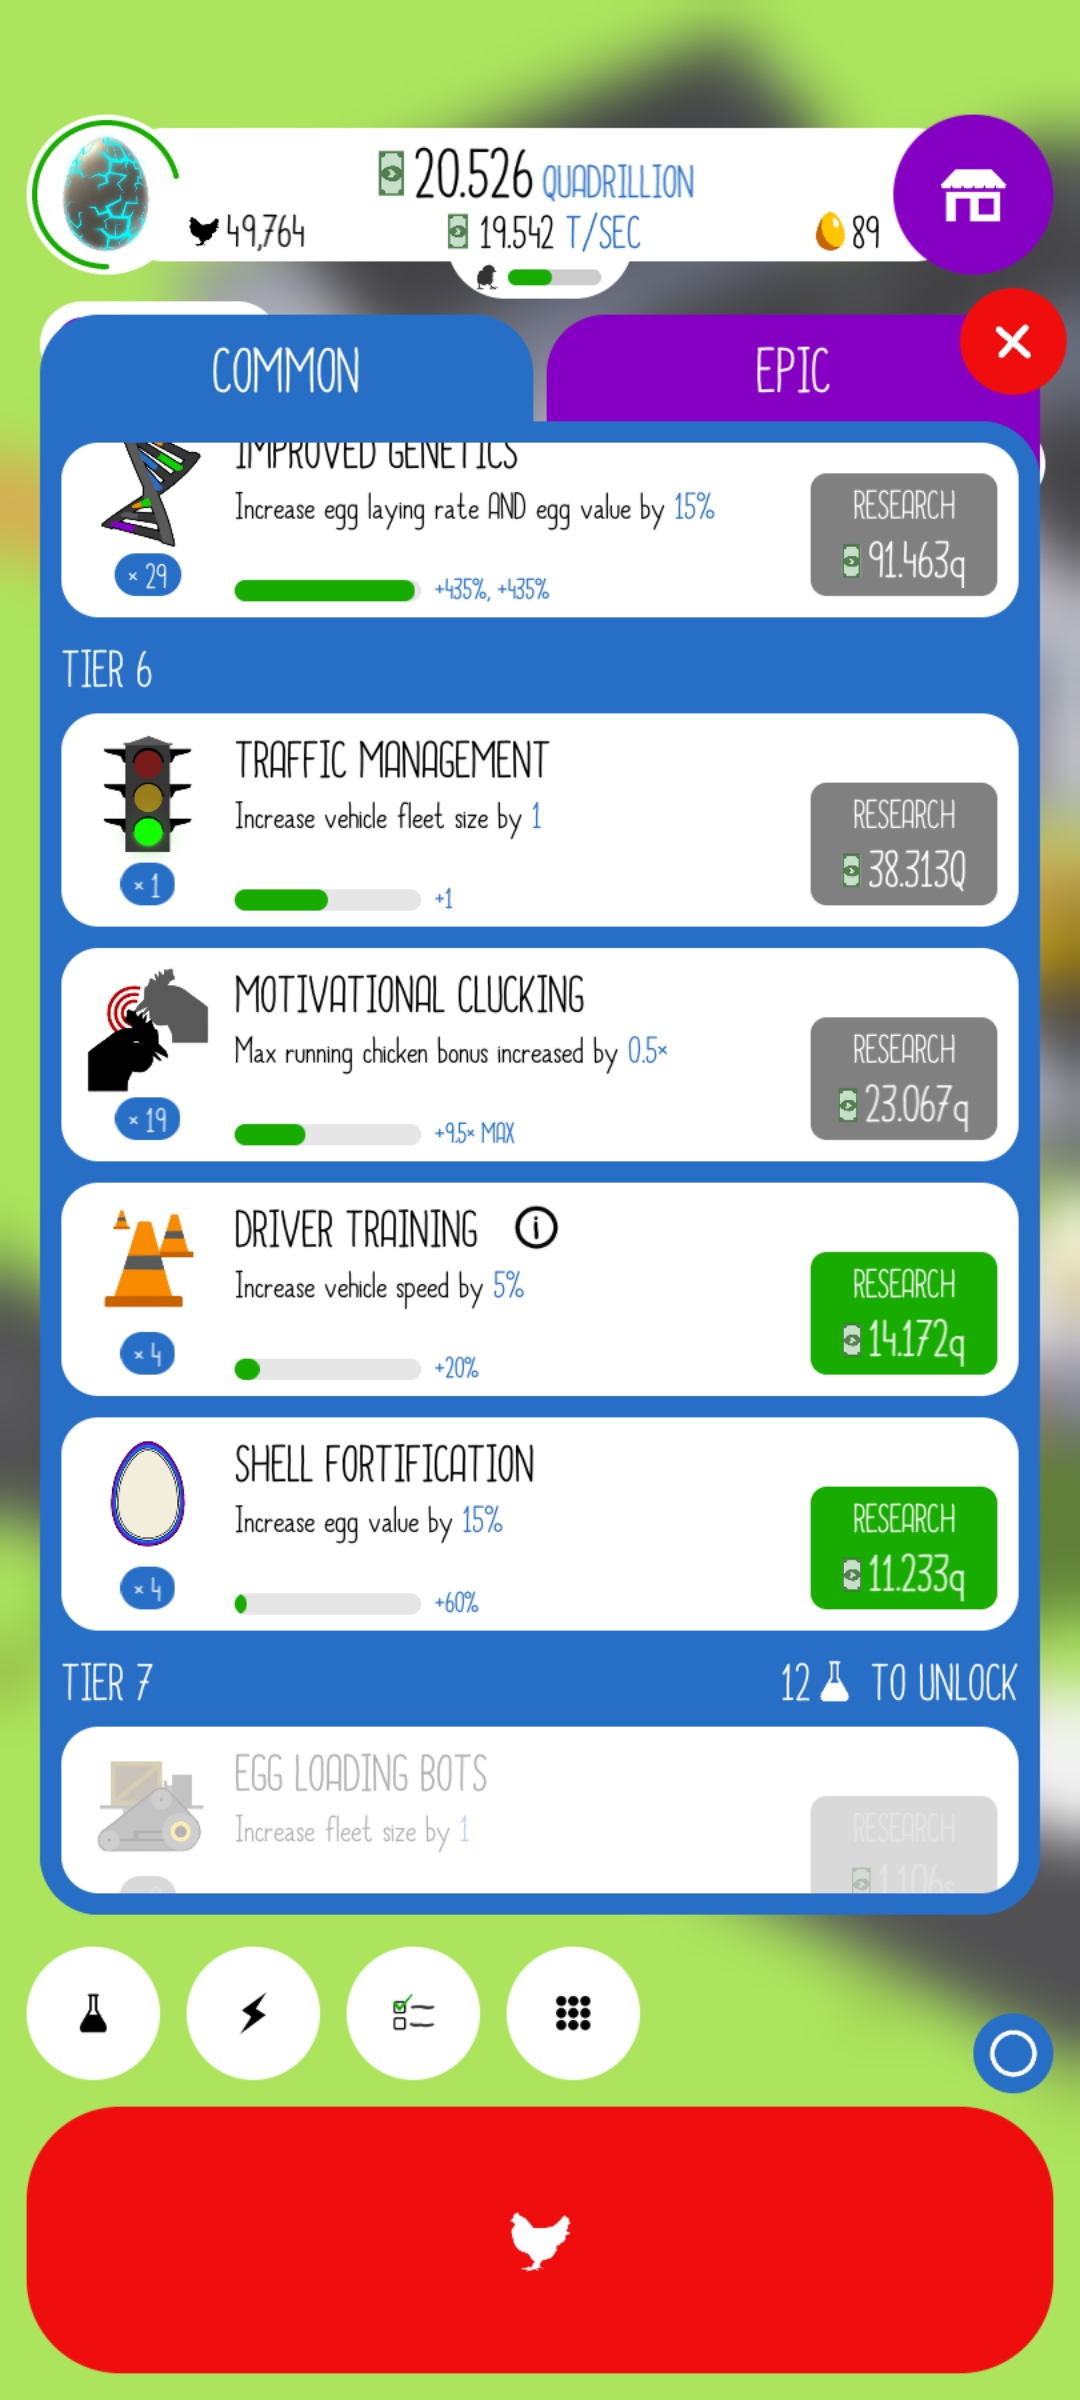 20.526 QUADRILLION
49,764
19.542 T/SEC
89
COMMON
EPIC
IMPROVED GENETICS
Increase egg laying rate AND egg value by 15%
RESEARCH
91.463q
× 29
+435%, +435%
TIER 6
TRAFFIC MANAGEMENT
Increase vehicle fleet size by 1
RESEARCH
38.313Q
× 1
+1
MOTIVATIONAL CLUCKING
Max running chicken bonus increased by 0.5×
RESEARCH
23.067q
× 19
+9.5× MAX
DRIVER TRAINING
Increase vehicle speed by 5%
RESEARCH
14.172q
× 4
+20%
SHELL FORTIFICATION
Increase egg value by 15%
RESEARCH
11.233q
× 4
+60%
TIER 7
12 TO UNLOCK
EGG LOADING BOTS
Increase fleet size by 1
RESEARCH
1.106s